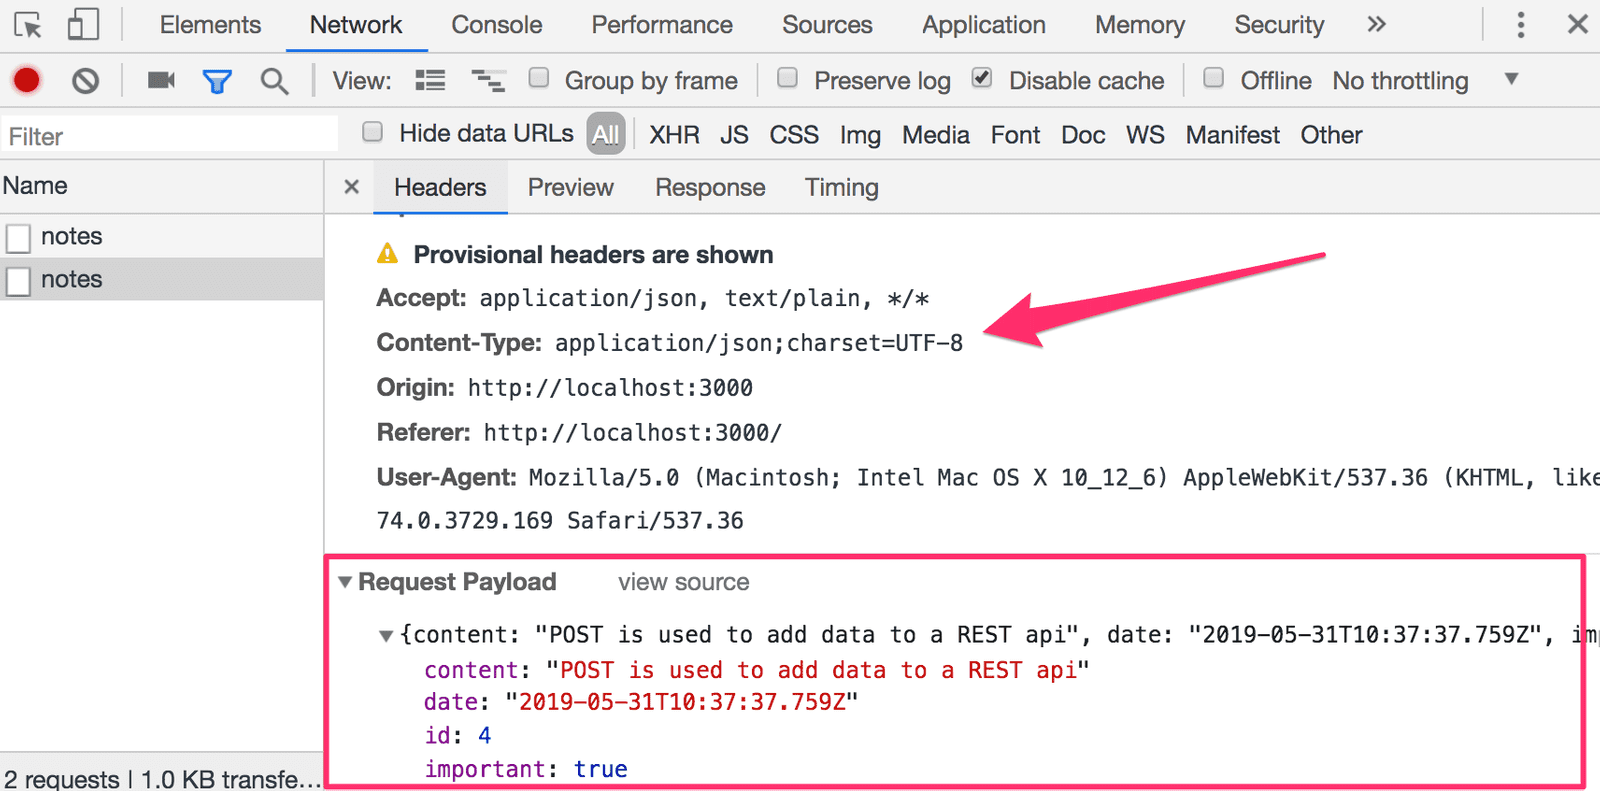 Elements Network Console Performance Sources Application Memory Security »
View: Group by frame Preserve log Disable cache Offline No throttling
Filter Hide data URLs All XHR JS CSS Img Media Font Doc WS Manifest Other
Name × Headers Preview Response Timing
notes
notes
Provisional headers are shown
Accept: application/json, text/plain, */*
Content-Type: application/json;charset=UTF-8
Origin: http://localhost:3000
Referer: http://localhost:3000/
User-Agent: Mozilla/5.0 (Macintosh; Intel Mac OS X 10_12_6) AppleWebKit/537.36 (KHTML, like
74.0.3729.169 Safari/537.36
Request Payload view source
{content: "POST is used to add data to a REST api", date: "2019-05-31T10:37:37.759Z", imp
content: "POST is used to add data to a REST api"
date: "2019-05-31T10:37:37.759Z"
id: 4
important: true
2 requests | 1.0 KB transfe...